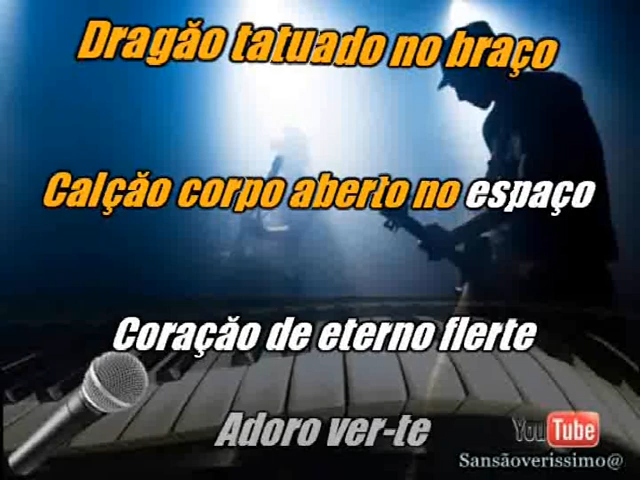 Dragão tatuado no braço
Calção corpo aberto no espaço
Coração de eterno flerte
Adoro ver-te
YouTube
Sansãoverissimo@